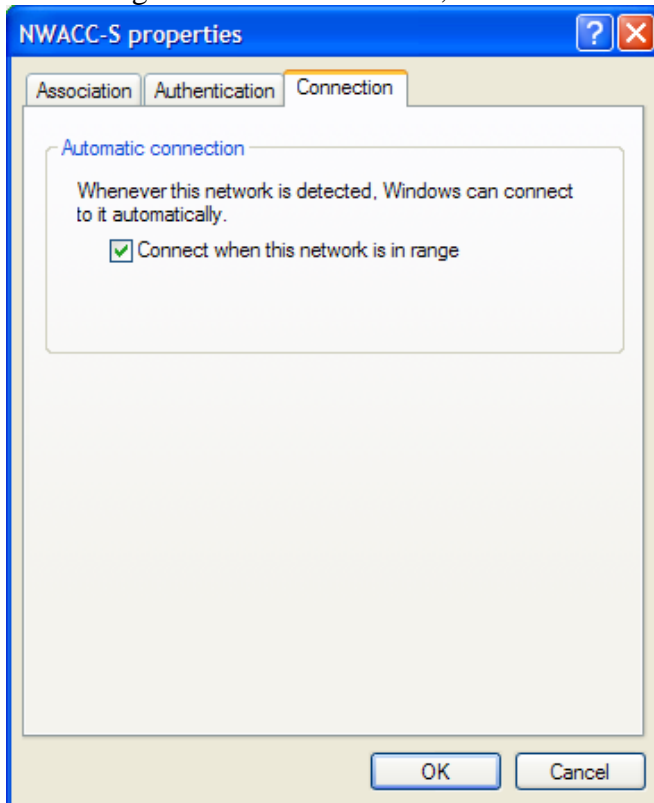 NWACC-S properties
Association Authentication Connection
Automatic connection
Whenever this network is detected, Windows can connect
to it automatically.
Connect when this network is in range
OK Cancel